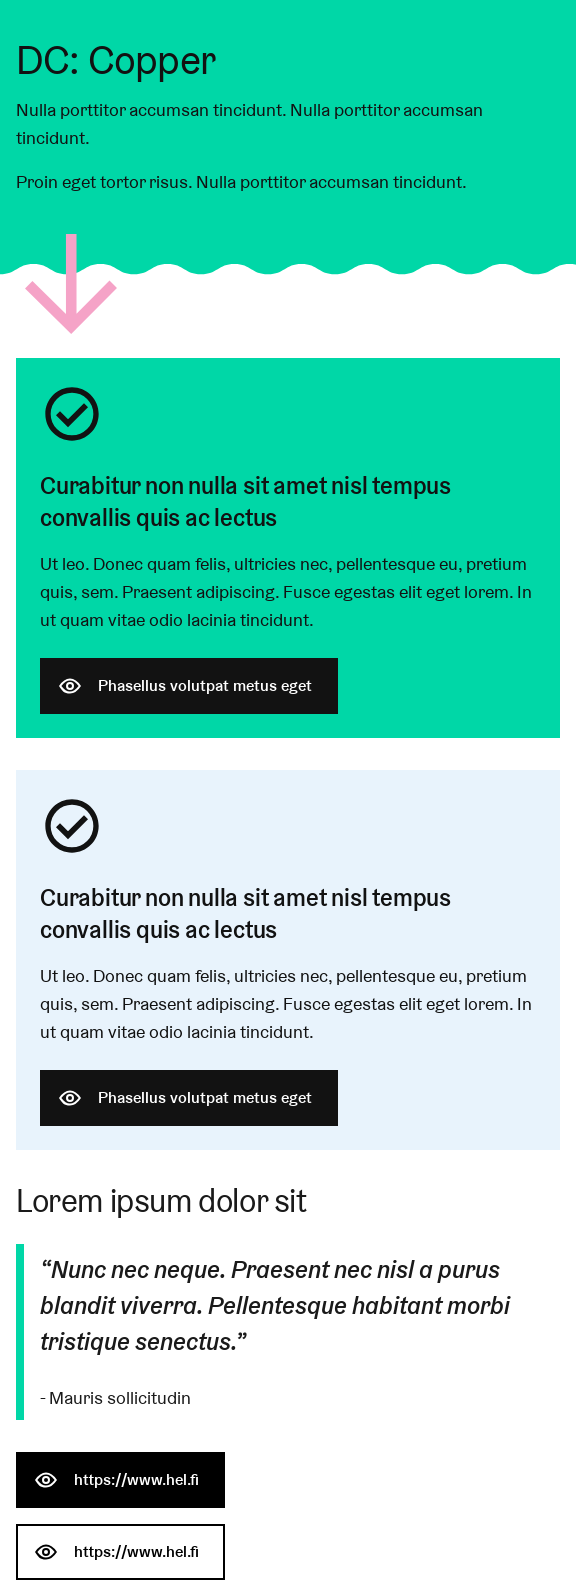 DC: Copper
Nulla porttitor accumsan tincidunt. Nulla porttitor accumsan
tincidunt.
Proin eget tortor risus. Nulla porttitor accumsan tincidunt.
Curabitur non nulla sit amet nisl tempus
convallis quis ac lectus
Ut leo. Donec quam felis, ultricies nec, pellentesque eu, pretium
quis, sem. Praesent adipiscing. Fusce egestas elit eget lorem. In
ut quam vitae odio lacinia tincidunt.
Phasellus volutpat metus eget
Curabitur non nulla sit amet nisl tempus
convallis quis ac lectus
Ut leo. Donec quam felis, ultricies nec, pellentesque eu, pretium
quis, sem. Praesent adipiscing. Fusce egestas elit eget lorem. In
ut quam vitae odio lacinia tincidunt.
Phasellus volutpat metus eget
Lorem ipsum dolor sit
“Nunc nec neque. Praesent nec nisl a purus
blandit viverra. Pellentesque habitant morbi
tristique senectus.”
- Mauris sollicitudin
https://www.hel.fi
https://www.hel.fi